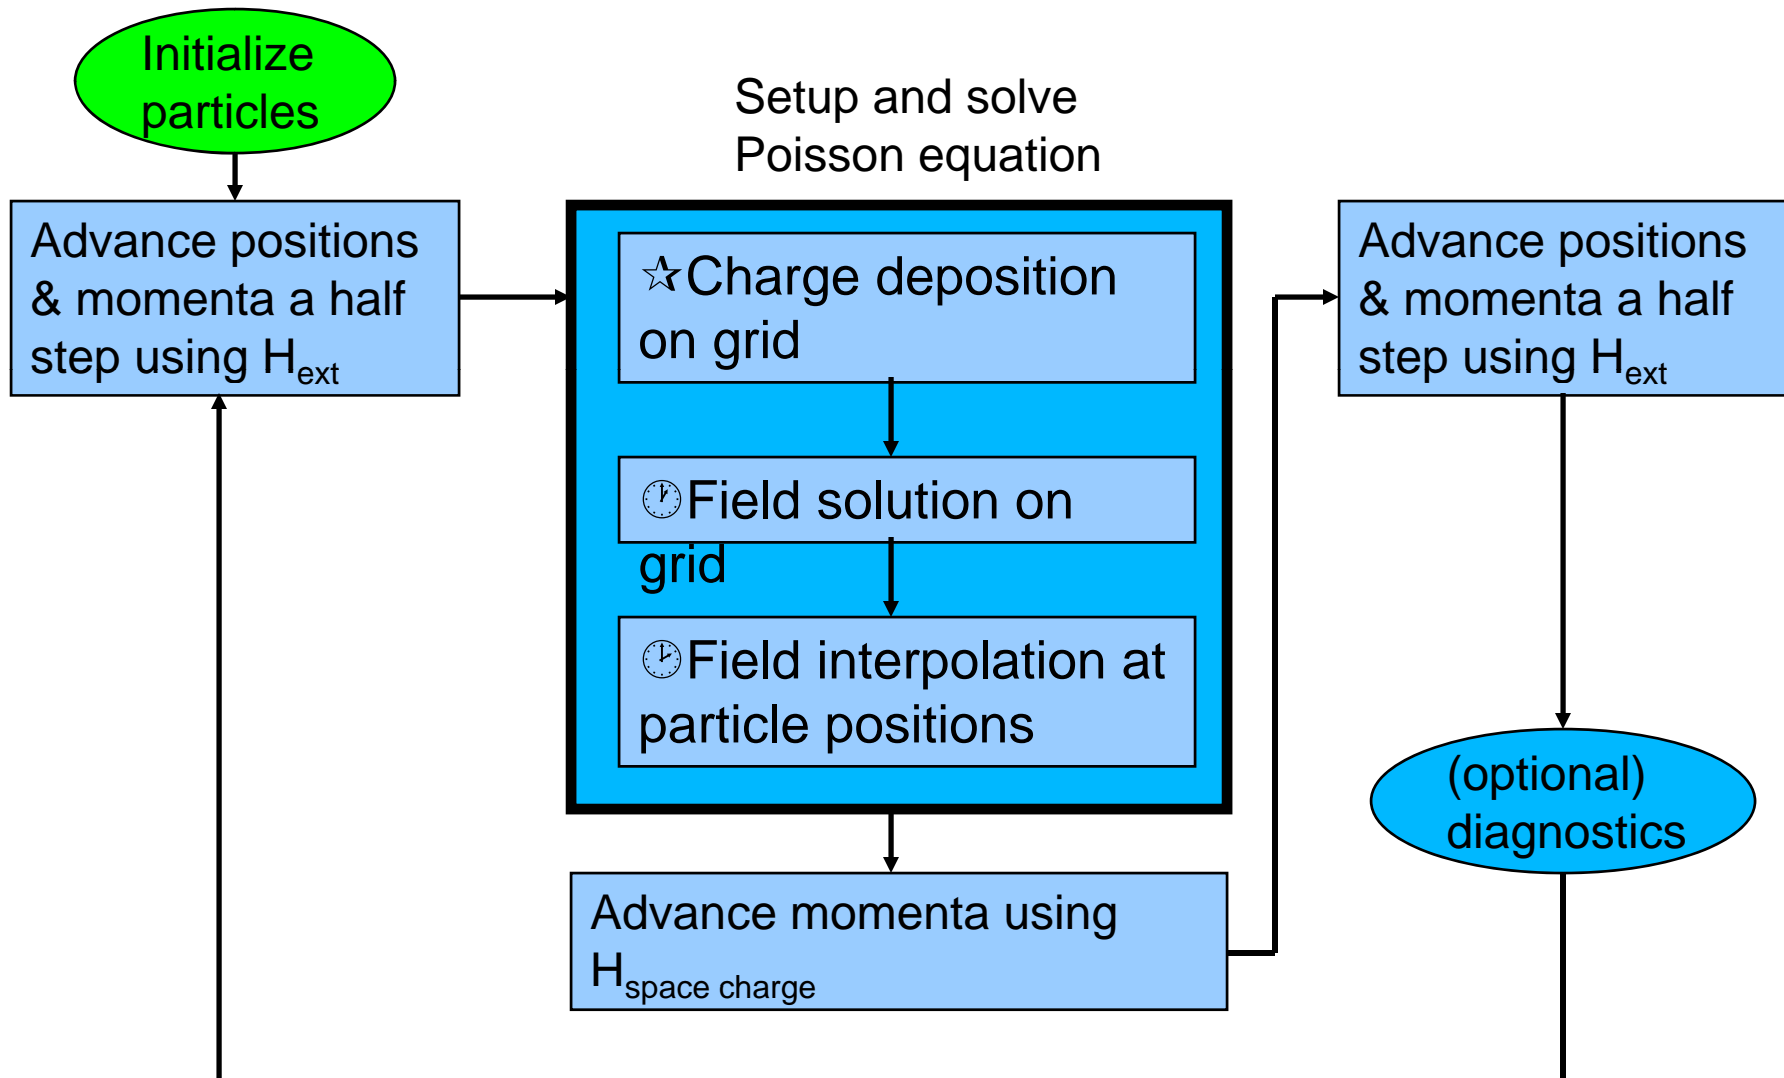 Initialize
particles
Advance positions
& momenta a half
step using Hext
Setup and solve
Poisson equation
☆Charge deposition
on grid
🕐Field solution on
grid
🕑Field interpolation at
particle positions
Advance momenta using
Hspace charge
Advance positions
& momenta a half
step using Hext
(optional)
diagnostics